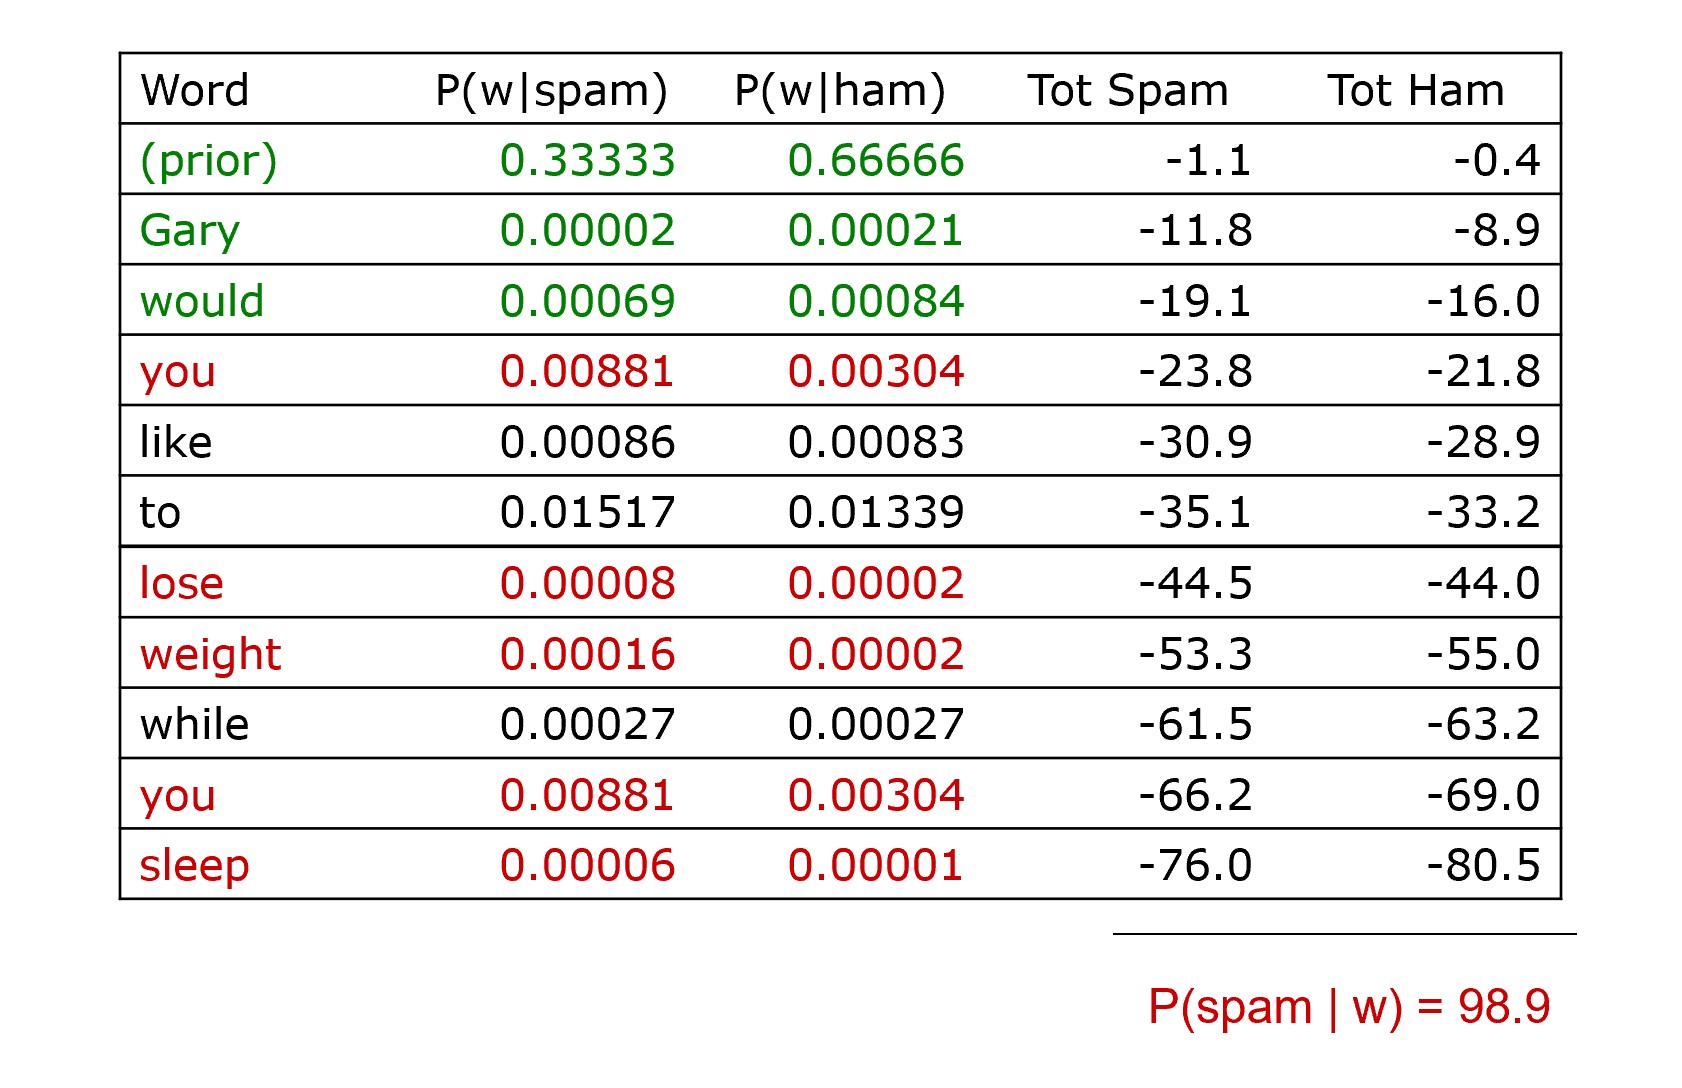 Word P(w|spam) P(w|ham) Tot Spam Tot Ham
(prior) 0.33333 0.66666 -1.1 -0.4
Gary 0.00002 0.00021 -11.8 -8.9
would 0.00069 0.00084 -19.1 -16.0
you 0.00881 0.00304 -23.8 -21.8
like 0.00086 0.00083 -30.9 -28.9
to 0.01517 0.01339 -35.1 -33.2
lose 0.00008 0.00002 -44.5 -44.0
weight 0.00016 0.00002 -53.3 -55.0
while 0.00027 0.00027 -61.5 -63.2
you 0.00881 0.00304 -66.2 -69.0
sleep 0.00006 0.00001 -76.0 -80.5
P(spam | w) = 98.9